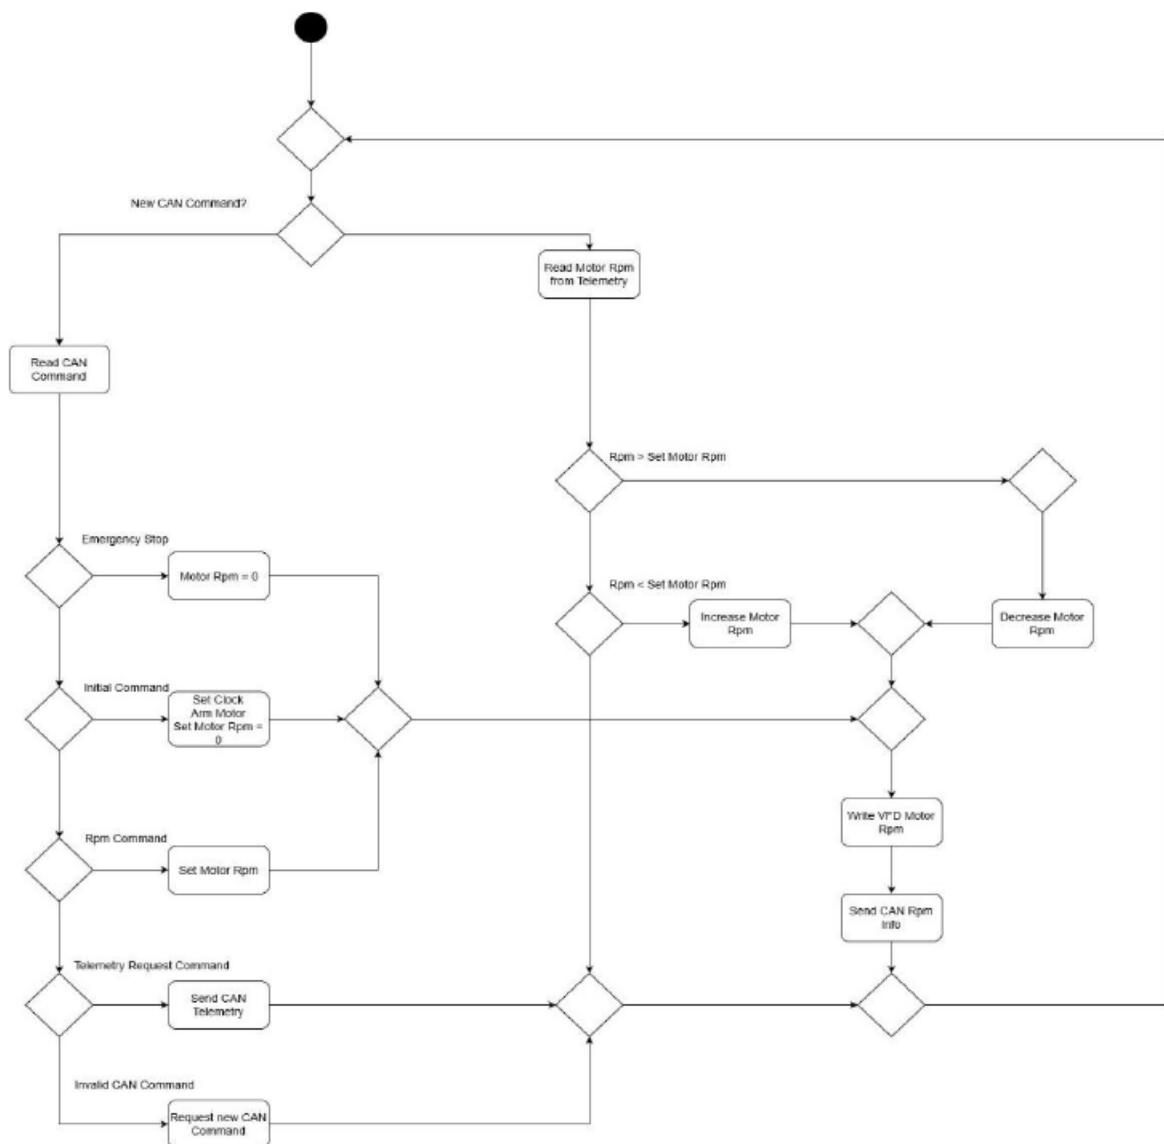 New CAN Command?
Read Motor Rpm
from Telemetry
Read CAN
Command
Rpm > Set Motor Rpm
Emergency Stop
Motor Rpm = 0
Rpm < Set Motor Rpm
Increase Motor
Rpm
Decrease Motor
Rpm
Initial Command
Set Clock
Arm Motor
Set Motor Rpm =
0
Write VFD Motor
Rpm
Rpm Command
Set Motor Rpm
Send CAN Rpm
Info
Telemetry Request Command
Send CAN
Telemetry
Invalid CAN Command
Request new CAN
Command